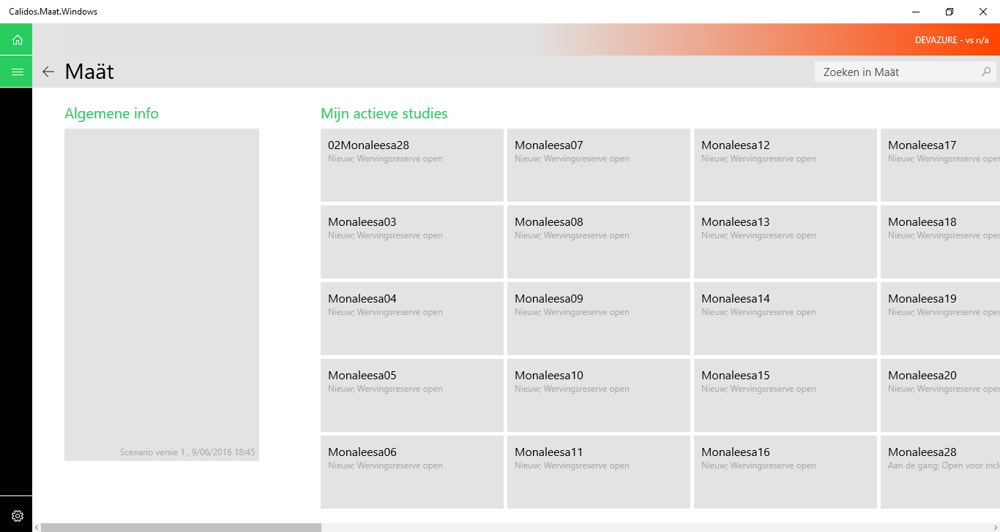 Calidos.Maat.Windows
DEVAZURE - vs n/a
Maät
Zoeken in Maät
Algemene info
Scenario versie 1 , 9/06/2016 18:45
Mijn actieve studies
02Monaleesa28
Nieuw; Wervingsreserve open
Monaleesa03
Nieuw; Wervingsreserve open
Monaleesa04
Nieuw; Wervingsreserve open
Monaleesa05
Nieuw; Wervingsreserve open
Monaleesa06
Nieuw; Wervingsreserve open
Monaleesa07
Nieuw; Wervingsreserve open
Monaleesa08
Nieuw; Wervingsreserve open
Monaleesa09
Nieuw; Wervingsreserve open
Monaleesa10
Nieuw; Wervingsreserve open
Monaleesa11
Nieuw; Wervingsreserve open
Monaleesa12
Nieuw; Wervingsreserve open
Monaleesa13
Nieuw; Wervingsreserve open
Monaleesa14
Nieuw; Wervingsreserve open
Monaleesa15
Nieuw; Wervingsreserve open
Monaleesa16
Nieuw; Wervingsreserve open
Monaleesa17
Nieuw; Wervingsreserve
Monaleesa18
Nieuw; Wervingsreserve
Monaleesa19
Nieuw; Wervingsreserve
Monaleesa20
Nieuw; Wervingsreserve
Monaleesa28
Aan de gang; Open voor